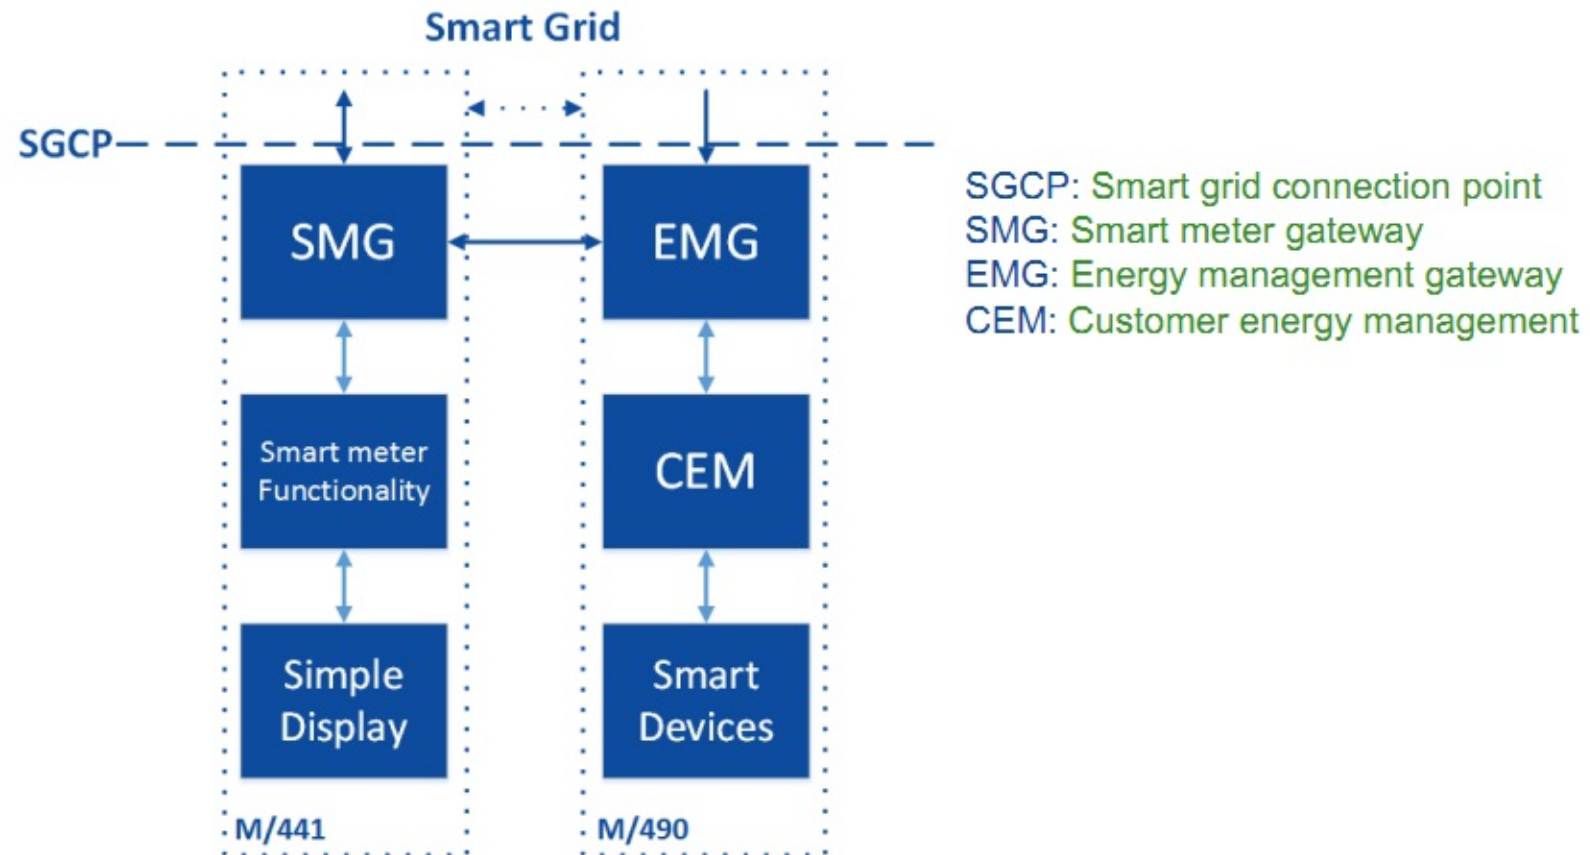 Smart Grid
SGCP
SMG
EMG
SGCP: Smart grid connection point
SMG: Smart meter gateway
EMG: Energy management gateway
CEM: Customer energy management
Smart meter
Functionality
CEM
Simple
Display
Smart
Devices
M/441
M/490